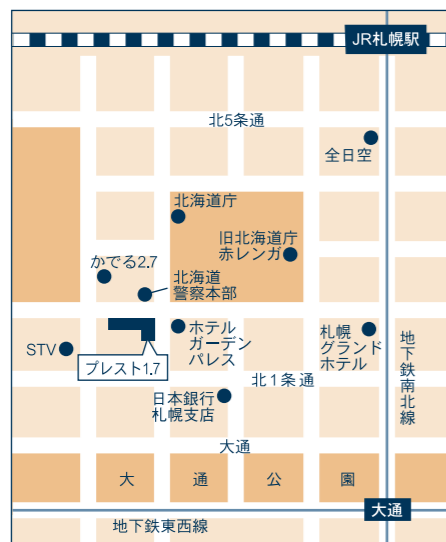 JR札幌駅
北5条通
全日空
北海道庁
旧北海道庁
赤レンガ
かでる2.7
北海道
警察本部
STV
プレスト1.7
ホテル
ガーデン
パレス
札幌
グランド
ホテル
地下鉄南北線
北1条通
日本銀行
札幌支店
大通
大通公園
大通
地下鉄東西線